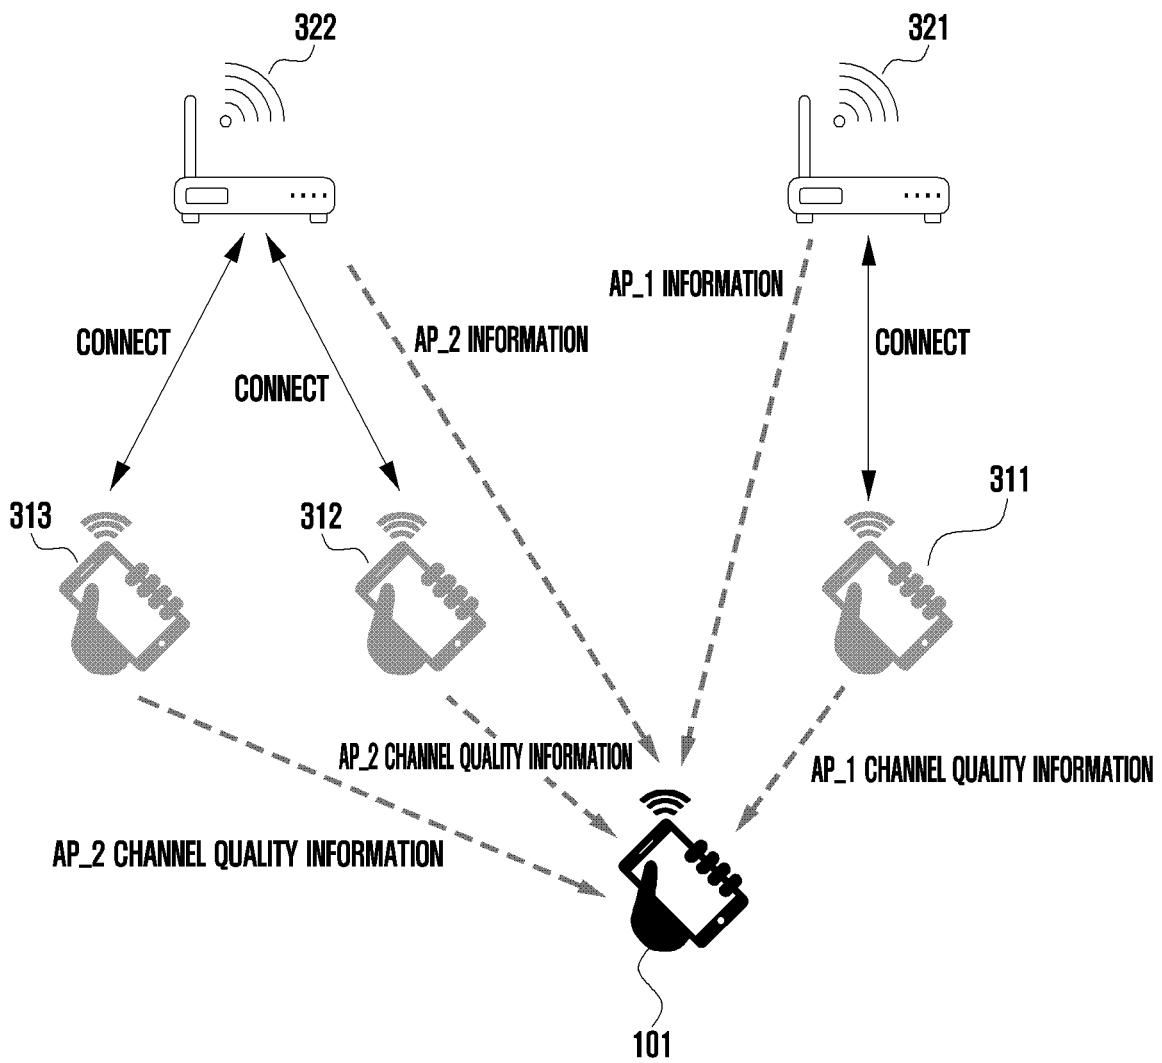 322
321
AP_1 INFORMATION
CONNECT
AP_2 INFORMATION
CONNECT
CONNECT
311
313
312
AP_2 CHANNEL QUALITY INFORMATION
AP_1 CHANNEL QUALITY INFORMATION
AP_2 CHANNEL QUALITY INFORMATION
101